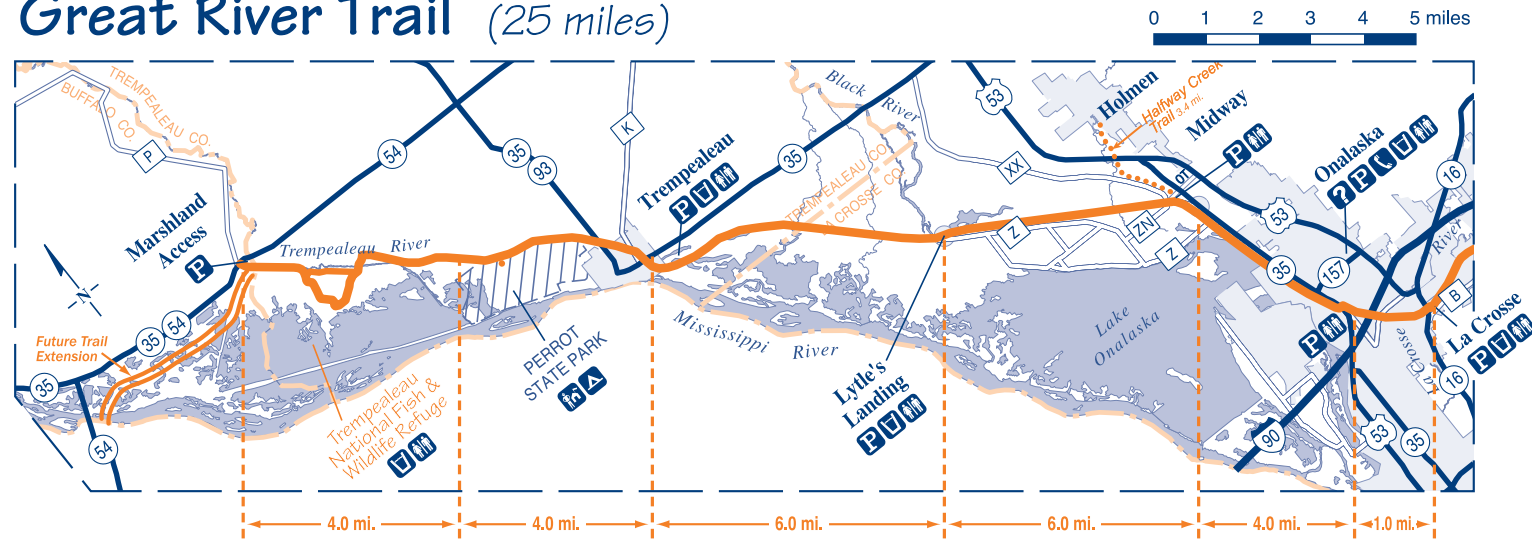 Great River Trail (25 miles)
0 1 2 3 4 5 miles
TREMPEALEAU CO.
BUFFALO CO.
P
54
35
93
K
Trempealeau
P
35
Black River
TREMPEALEAU CO.
LA CROSSE CO.
53
XX
Holmen
Halfway Creek
Trail 3.4 mi.
Midway
P
OT
Onalaska
? P
16
53
Marshland
Access
P
Trempealeau River
Z
ZN
Z
35
157
River
B
La Crosse
P
Future Trail
Extension
35
54
35
54
Trempealeau
National Fish &
Wildlife Refuge
PERROT
STATE PARK
Mississippi River
Lytle's
Landing
P
Lake
Onalaska
P
La Crosse
16
90
53
35
N
4.0 mi.
4.0 mi.
6.0 mi.
6.0 mi.
4.0 mi.
1.0 mi.